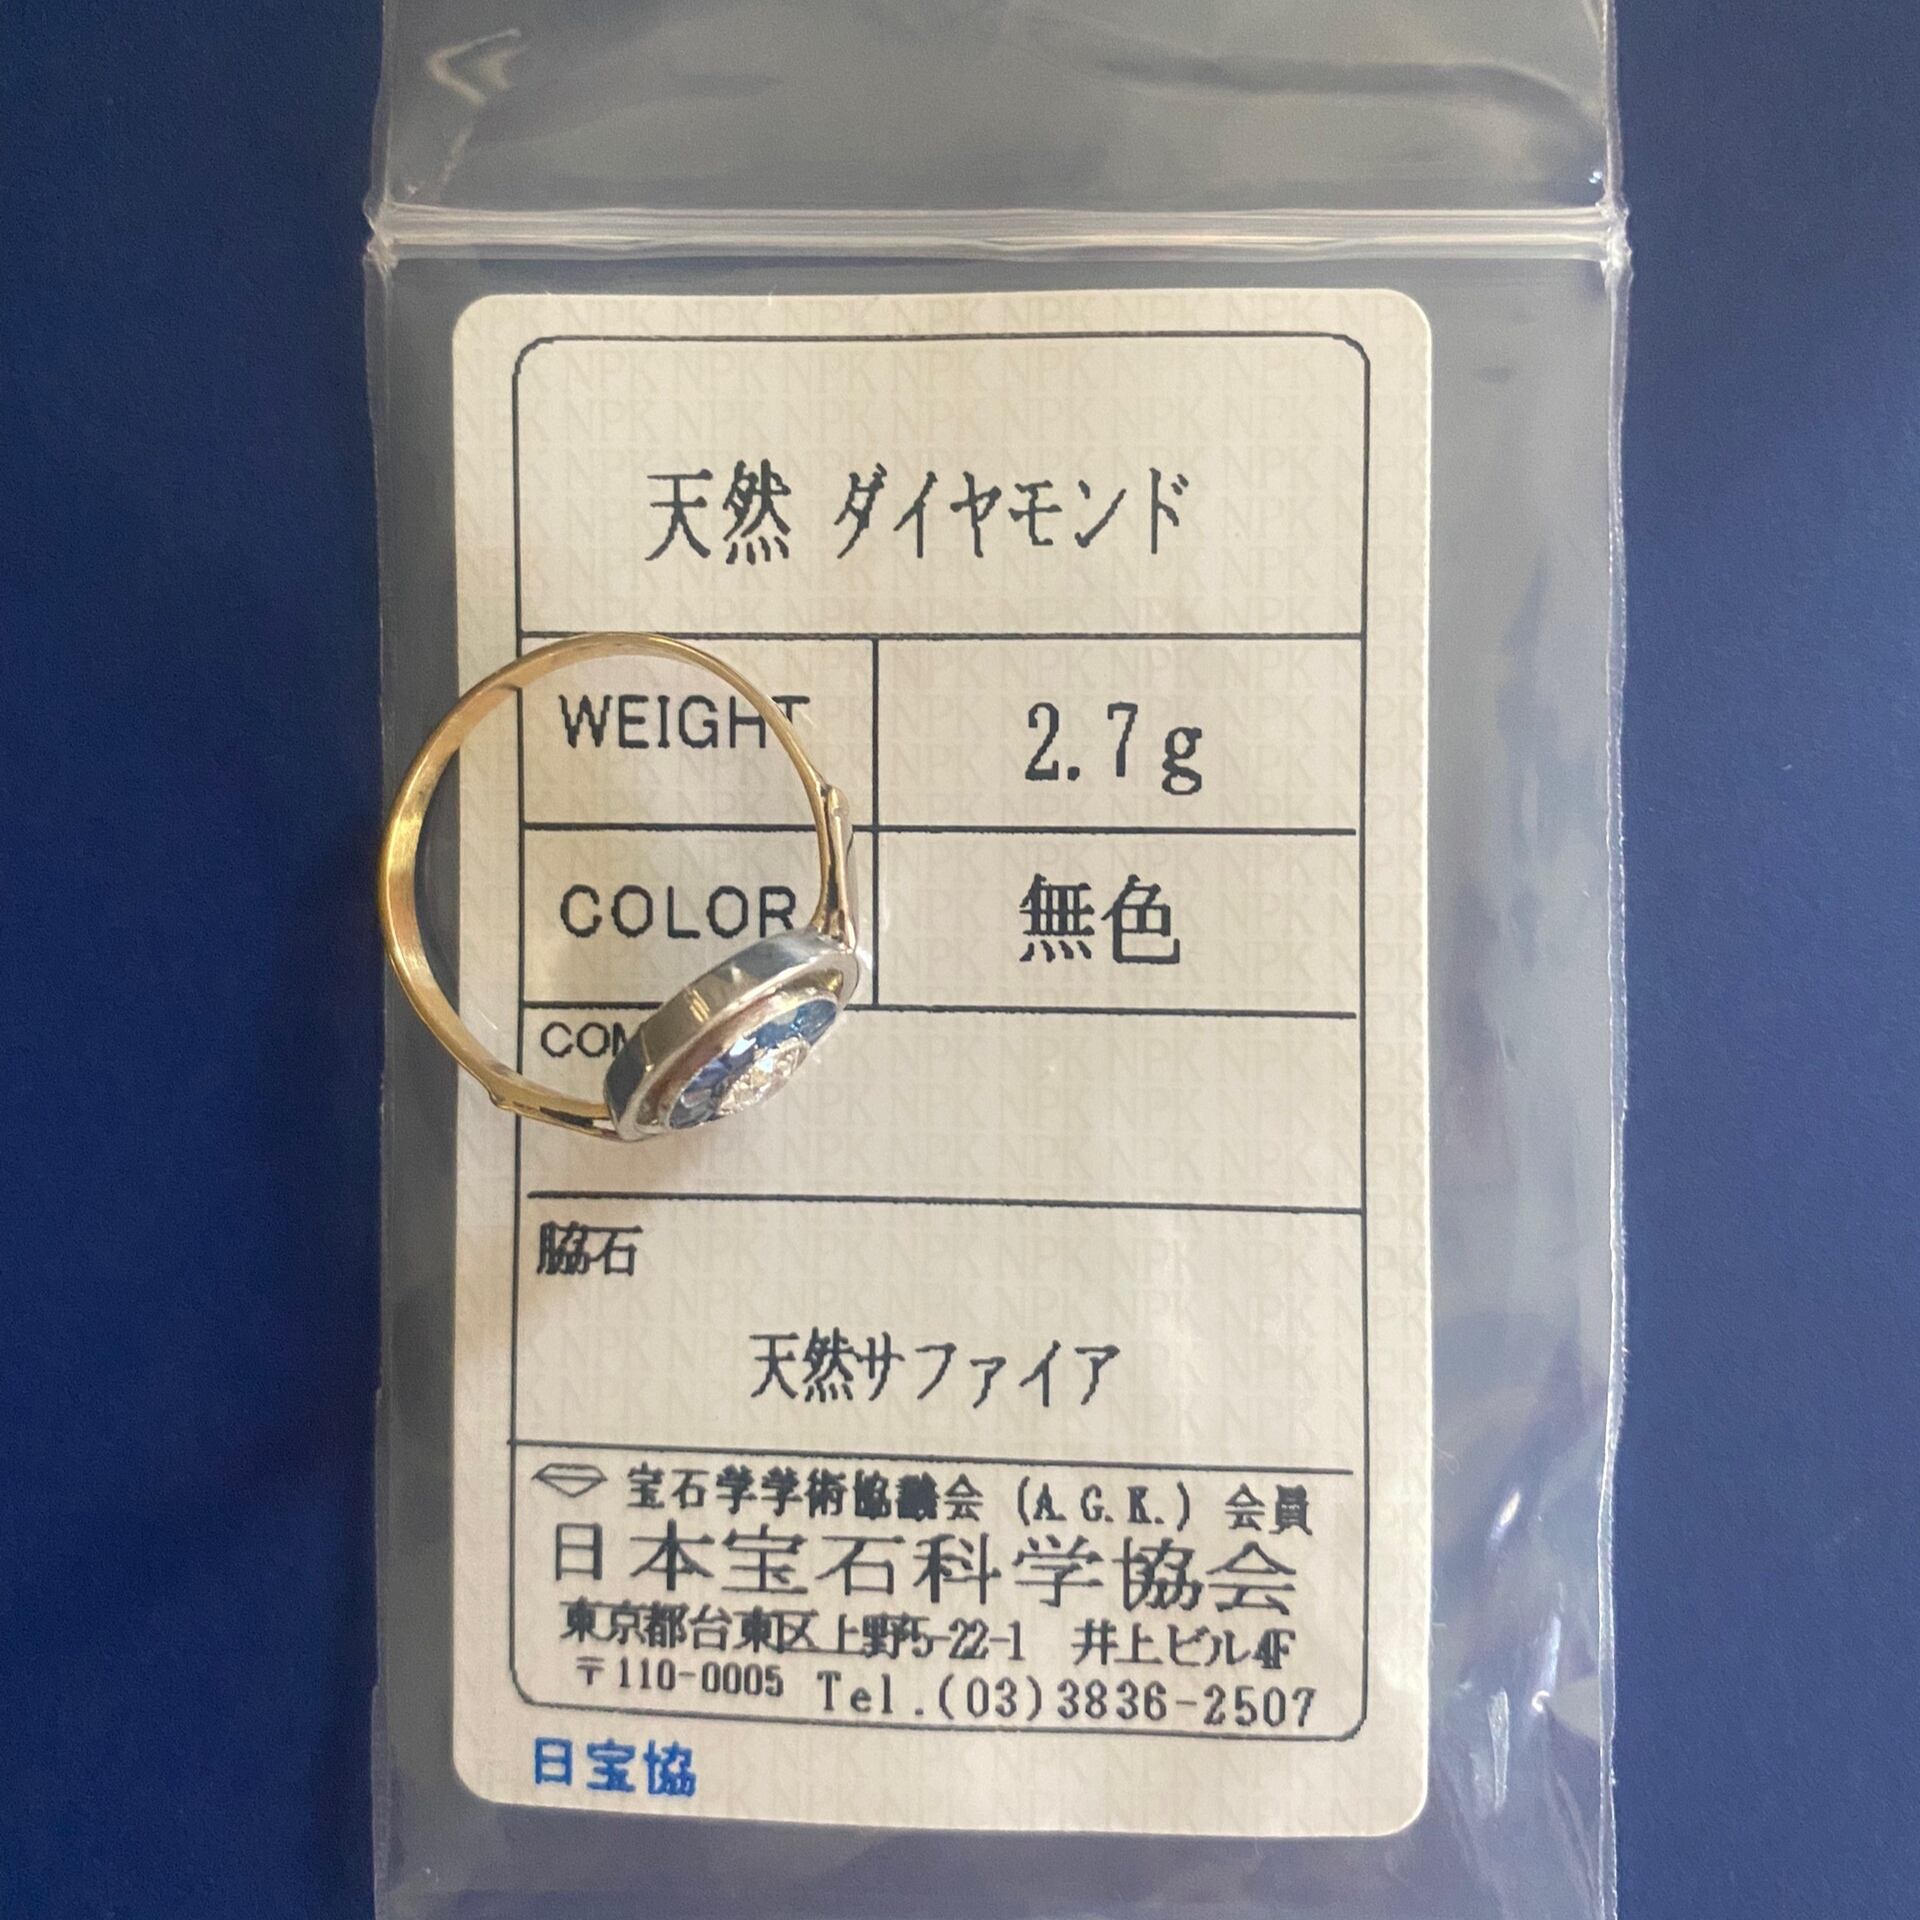 天然 ダイヤモンド
WEIGHT 2.7g
COLOR 無色
COM
脇石
天然サファイア
宝石学学術協議会 (A.G.K.) 会員
日本宝石科学協会
東京都台東区上野5-22-1 井上ビル4F
〒110-0005 Tel.(03)3836-2507
日宝協